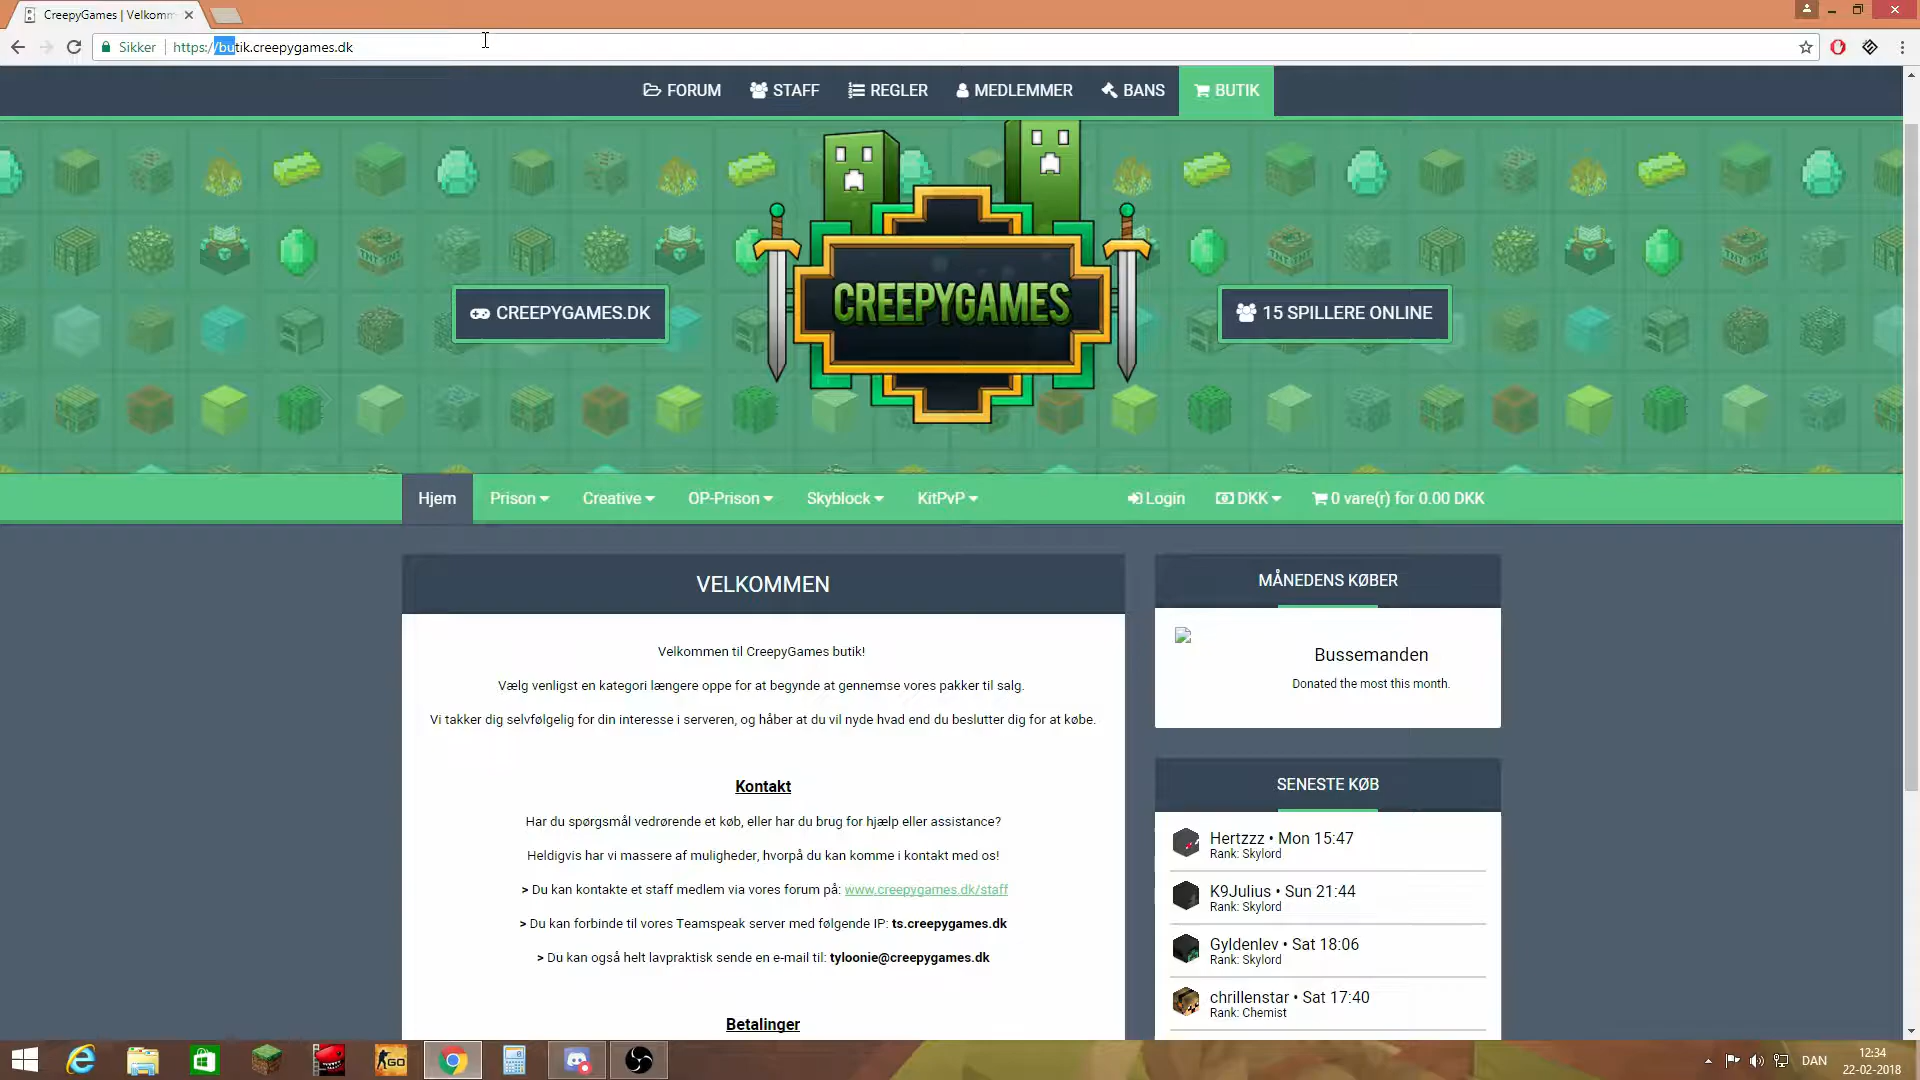 CreepyGames | Velkomm
Sikker
https://butik.creepygames.dk
FORUM
STAFF
REGLER
MEDLEMMER
BANS
BUTIK
CREEPYGAMES.DK
CREEPYGAMES
15 SPILLERE ONLINE
Hjem
Prison
Creative
OP-Prison
Skyblock
KitPvP
Login
DKK
0 vare(r) for 0.00 DKK
VELKOMMEN
Velkommen til CreepyGames butik!
Vælg venligst en kategori længere oppe for at begynde at gennemse vores pakker til salg.
Vi takker dig selvfølgelig for din interesse i serveren, og håber at du vil nyde hvad end du beslutter dig for at købe.
Kontakt
Har du spørgsmål vedrørende et køb, eller har du brug for hjælp eller assistance?
Heldigvis har vi massere af muligheder, hvorpå du kan komme i kontakt med os!
> Du kan kontakte et staff medlem via vores forum på: www.creepygames.dk/staff
> Du kan forbinde til vores Teamspeak server med følgende IP: ts.creepygames.dk
> Du kan også helt lavpraktisk sende en e-mail til: tyloonie@creepygames.dk
Betalinger
MÅNEDENS KØBER
Bussemanden
Donated the most this month.
SENESTE KØB
Hertzzz • Mon 15:47
Rank: Skylord
K9Julius • Sun 21:44
Rank: Skylord
Gyldenlev • Sat 18:06
Rank: Skylord
chrillenstar • Sat 17:40
Rank: Chemist
GO
DAN
12:34
22-02-2018